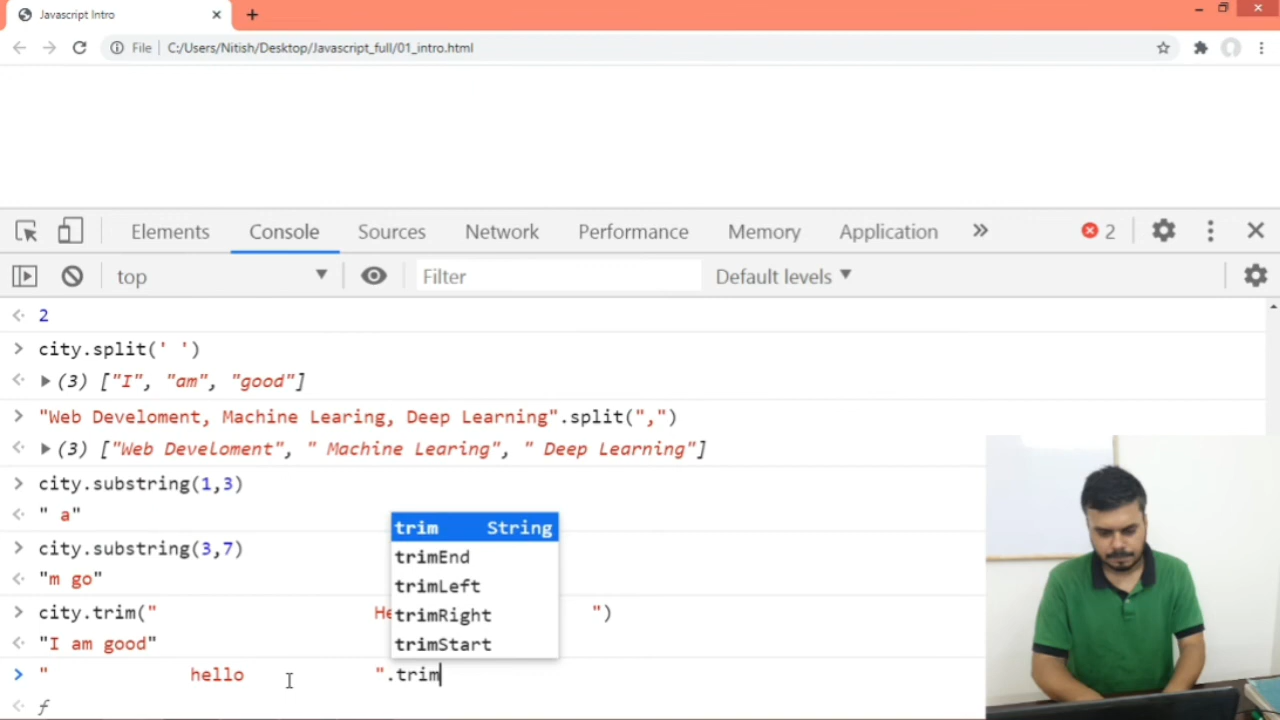 Javascript Intro
File C:/Users/Nitish/Desktop/Javascript_full/01_intro.html
Elements Console Sources Network Performance Memory Application » 2
top Filter Default levels
2
city.split(' ')
(3) ["I", "am", "good"]
"Web Develoment, Machine Learing, Deep Learning".split(",")
(3) ["Web Develoment", " Machine Learing", " Deep Learning"]
city.substring(1,3)
" a"
city.substring(3,7)
"m go"
city.trim(" ")
"I am good"
" hello ".trim
f
trim String
trimEnd
trimLeft
trimRight
trimStart